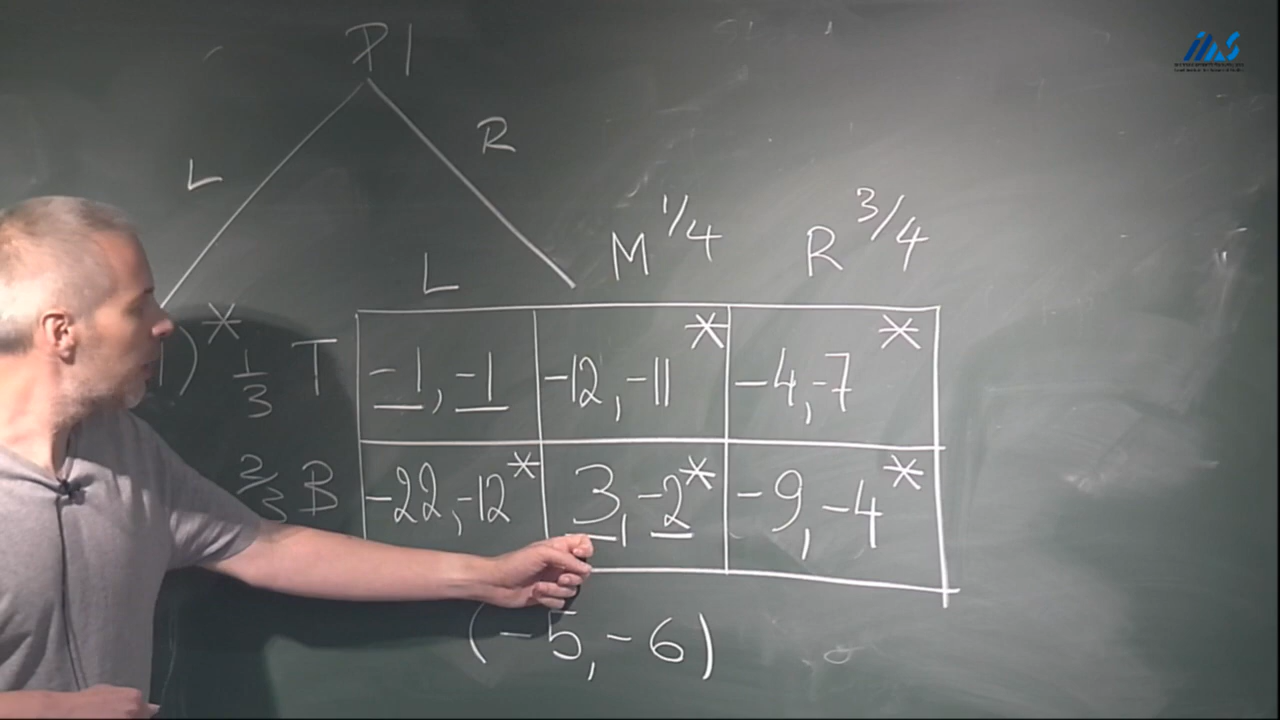 P1
L R
M 1/4 R 3/4
L
)* 1/3 T -1, -1 -12, -11 * -4, -7 *
2/3 B -22, -12 * 3, -2 * -9, -4 *
(-5, -6)